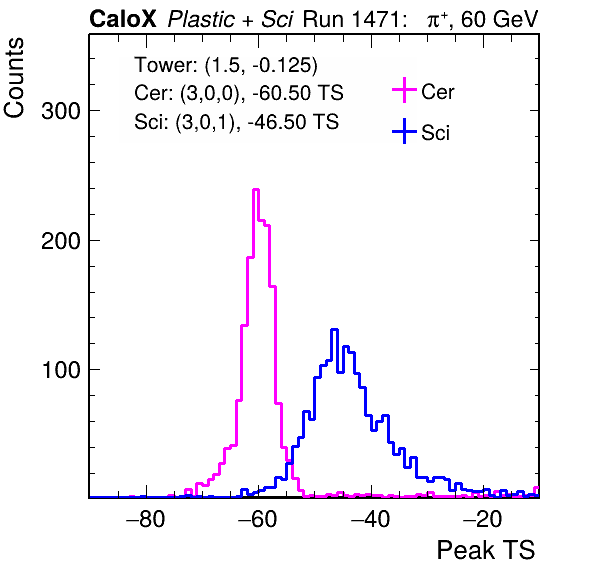 CaloX Plastic + Sci Run 1471: π⁺, 60 GeV
Counts
Tower: (1.5, -0.125)
Cer: (3,0,0), -60.50 TS
Sci: (3,0,1), -46.50 TS
Cer
Sci
300
200
100
−80 −60 −40 −20
Peak TS